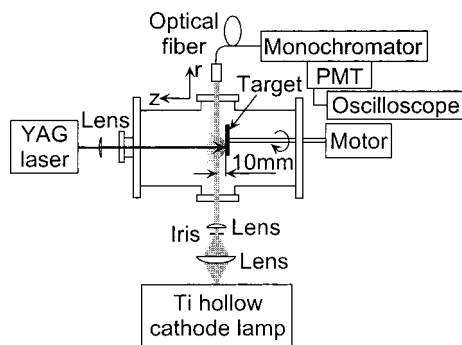 Optical
fiber
Monochromator
PMT
Oscilloscope
r
z
Target
Lens
YAG
laser
Motor
10mm
Iris
Lens
Lens
Ti hollow
cathode lamp